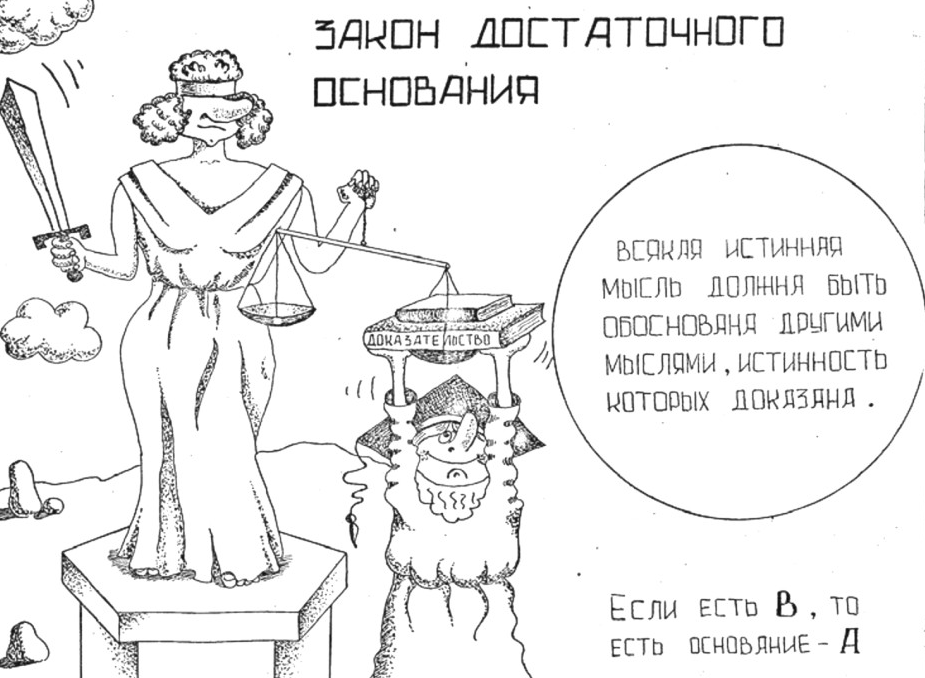 ЗАКОН ДОСТАТОЧНОГО
ОСНОВАНИЯ
ДОКАЗАТЕЛЬСТВО
ВСЯКАЯ ИСТИННАЯ
МЫСЛЬ ДОЛЖНА БЫТЬ
ОБОСНОВАНА ДРУГИМИ
МЫСЛЯМИ, ИСТИННОСТЬ
КОТОРЫХ ДОКАЗАНА.
ЕСЛИ ЕСТЬ В, ТО
ЕСТЬ ОСНОВАНИЕ – А